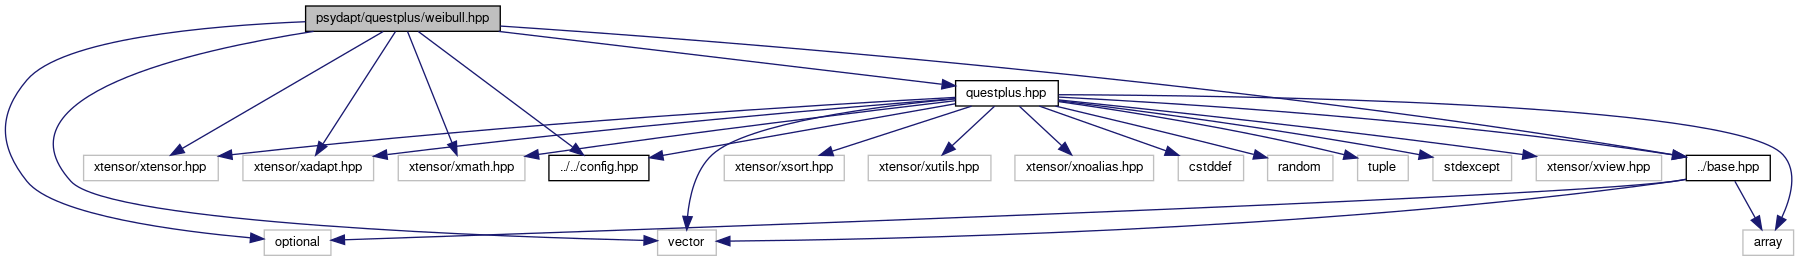 psydapt/questplus/weibull.hpp
questplus.hpp
xtensor/xtensor.hpp
xtensor/xadapt.hpp
xtensor/xmath.hpp
../../config.hpp
xtensor/xsort.hpp
xtensor/xutils.hpp
xtensor/xnoalias.hpp
cstddef
random
tuple
stdexcept
xtensor/xview.hpp
../base.hpp
optional
vector
array